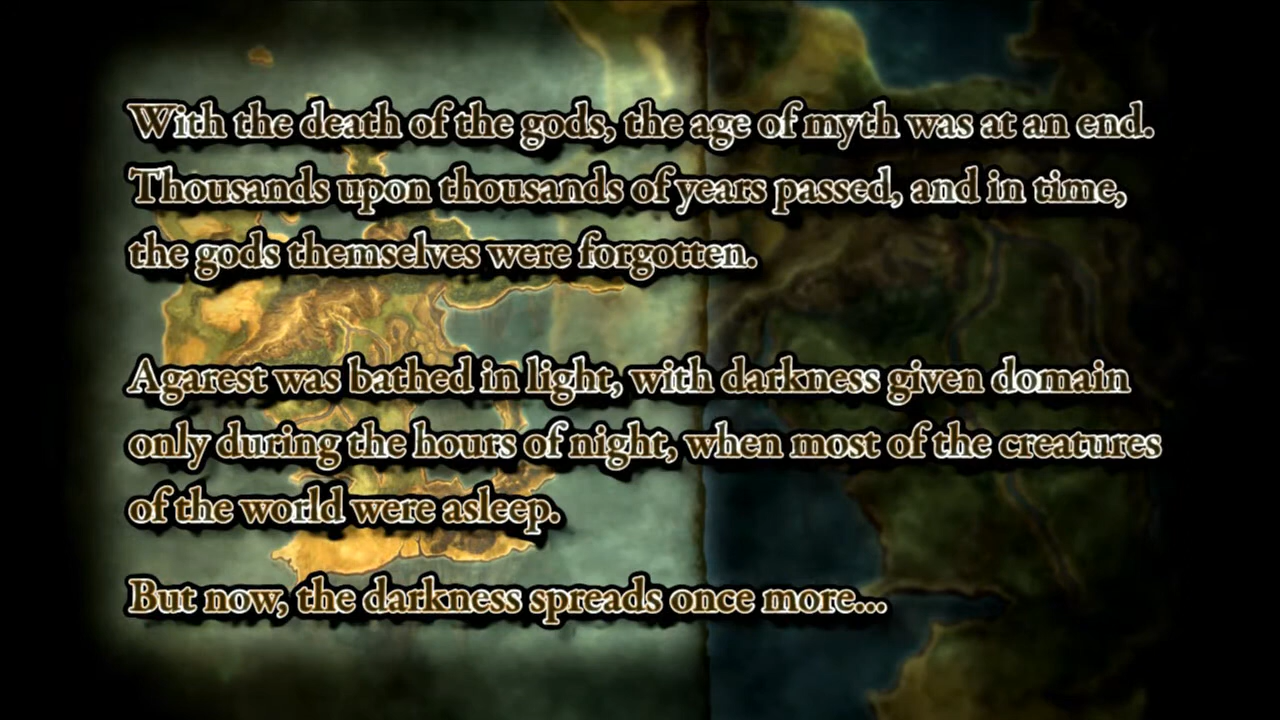 With the death of the gods, the age of myth was at an end.
Thousands upon thousands of years passed, and in time,
the gods themselves were forgotten.
Agarest was bathed in light, with darkness given domain
only during the hours of night, when most of the creatures
of the world were asleep.
But now, the darkness spreads once more...